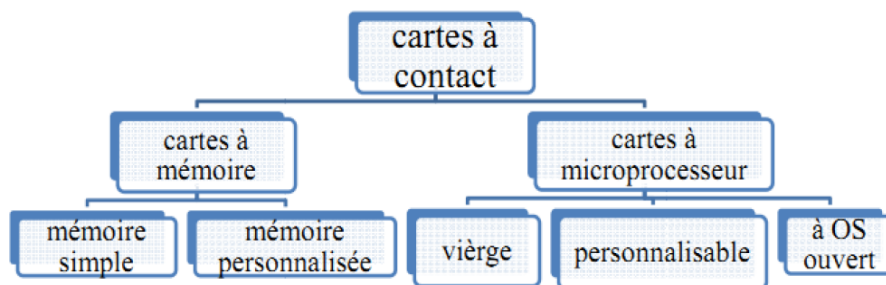 cartes à
contact
cartes à
mémoire
cartes à
microprocesseur
mémoire
simple
mémoire
personnalisée
vièrge
personnalisable
à OS
ouvert